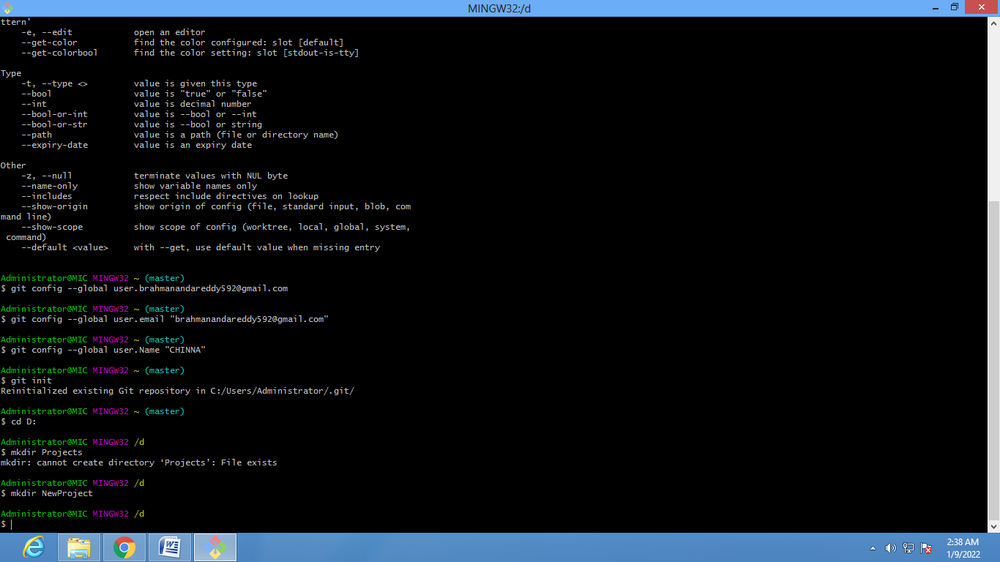 MINGW32:/d
ttern'
    -e, --edit            open an editor
    --get-color           find the color configured: slot [default]
    --get-colorbool       find the color setting: slot [stdout-is-tty]

Type
    -t, --type <>         value is given this type
    --bool                value is "true" or "false"
    --int                 value is decimal number
    --bool-or-int         value is --bool or --int
    --bool-or-str         value is --bool or string
    --path                value is a path (file or directory name)
    --expiry-date         value is an expiry date

Other
    -z, --null            terminate values with NUL byte
    --name-only           show variable names only
    --includes            respect include directives on lookup
    --show-origin         show origin of config (file, standard input, blob, com
mand line)
    --show-scope          show scope of config (worktree, local, global, system,
 command)
    --default <value>     with --get, use default value when missing entry

Administrator@MIC MINGW32 ~ (master)
$ git config --global user.brahmanandareddy592@gmail.com

Administrator@MIC MINGW32 ~ (master)
$ git config --global user.email "brahmanandareddy592@gmail.com"

Administrator@MIC MINGW32 ~ (master)
$ git config --global user.Name "CHINNA"

Administrator@MIC MINGW32 ~ (master)
$ git init
Reinitialized existing Git repository in C:/Users/Administrator/.git/

Administrator@MIC MINGW32 ~ (master)
$ cd D:

Administrator@MIC MINGW32 /d
$ mkdir Projects
mkdir: cannot create directory ‘Projects’: File exists

Administrator@MIC MINGW32 /d
$ mkdir NewProject

Administrator@MIC MINGW32 /d
$
2:38 AM
1/9/2022